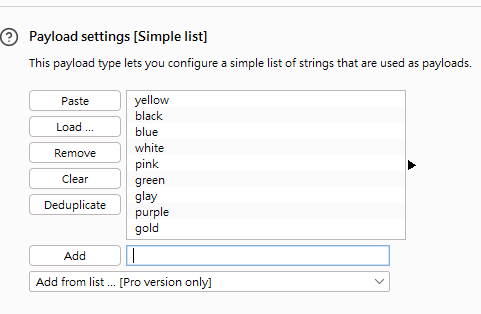 Payload settings [Simple list]
This payload type lets you configure a simple list of strings that are used as payloads.
Paste
Load ...
Remove
Clear
Deduplicate
yellow
black
blue
white
pink
green
glay
purple
gold
Add
Add from list ... [Pro version only]